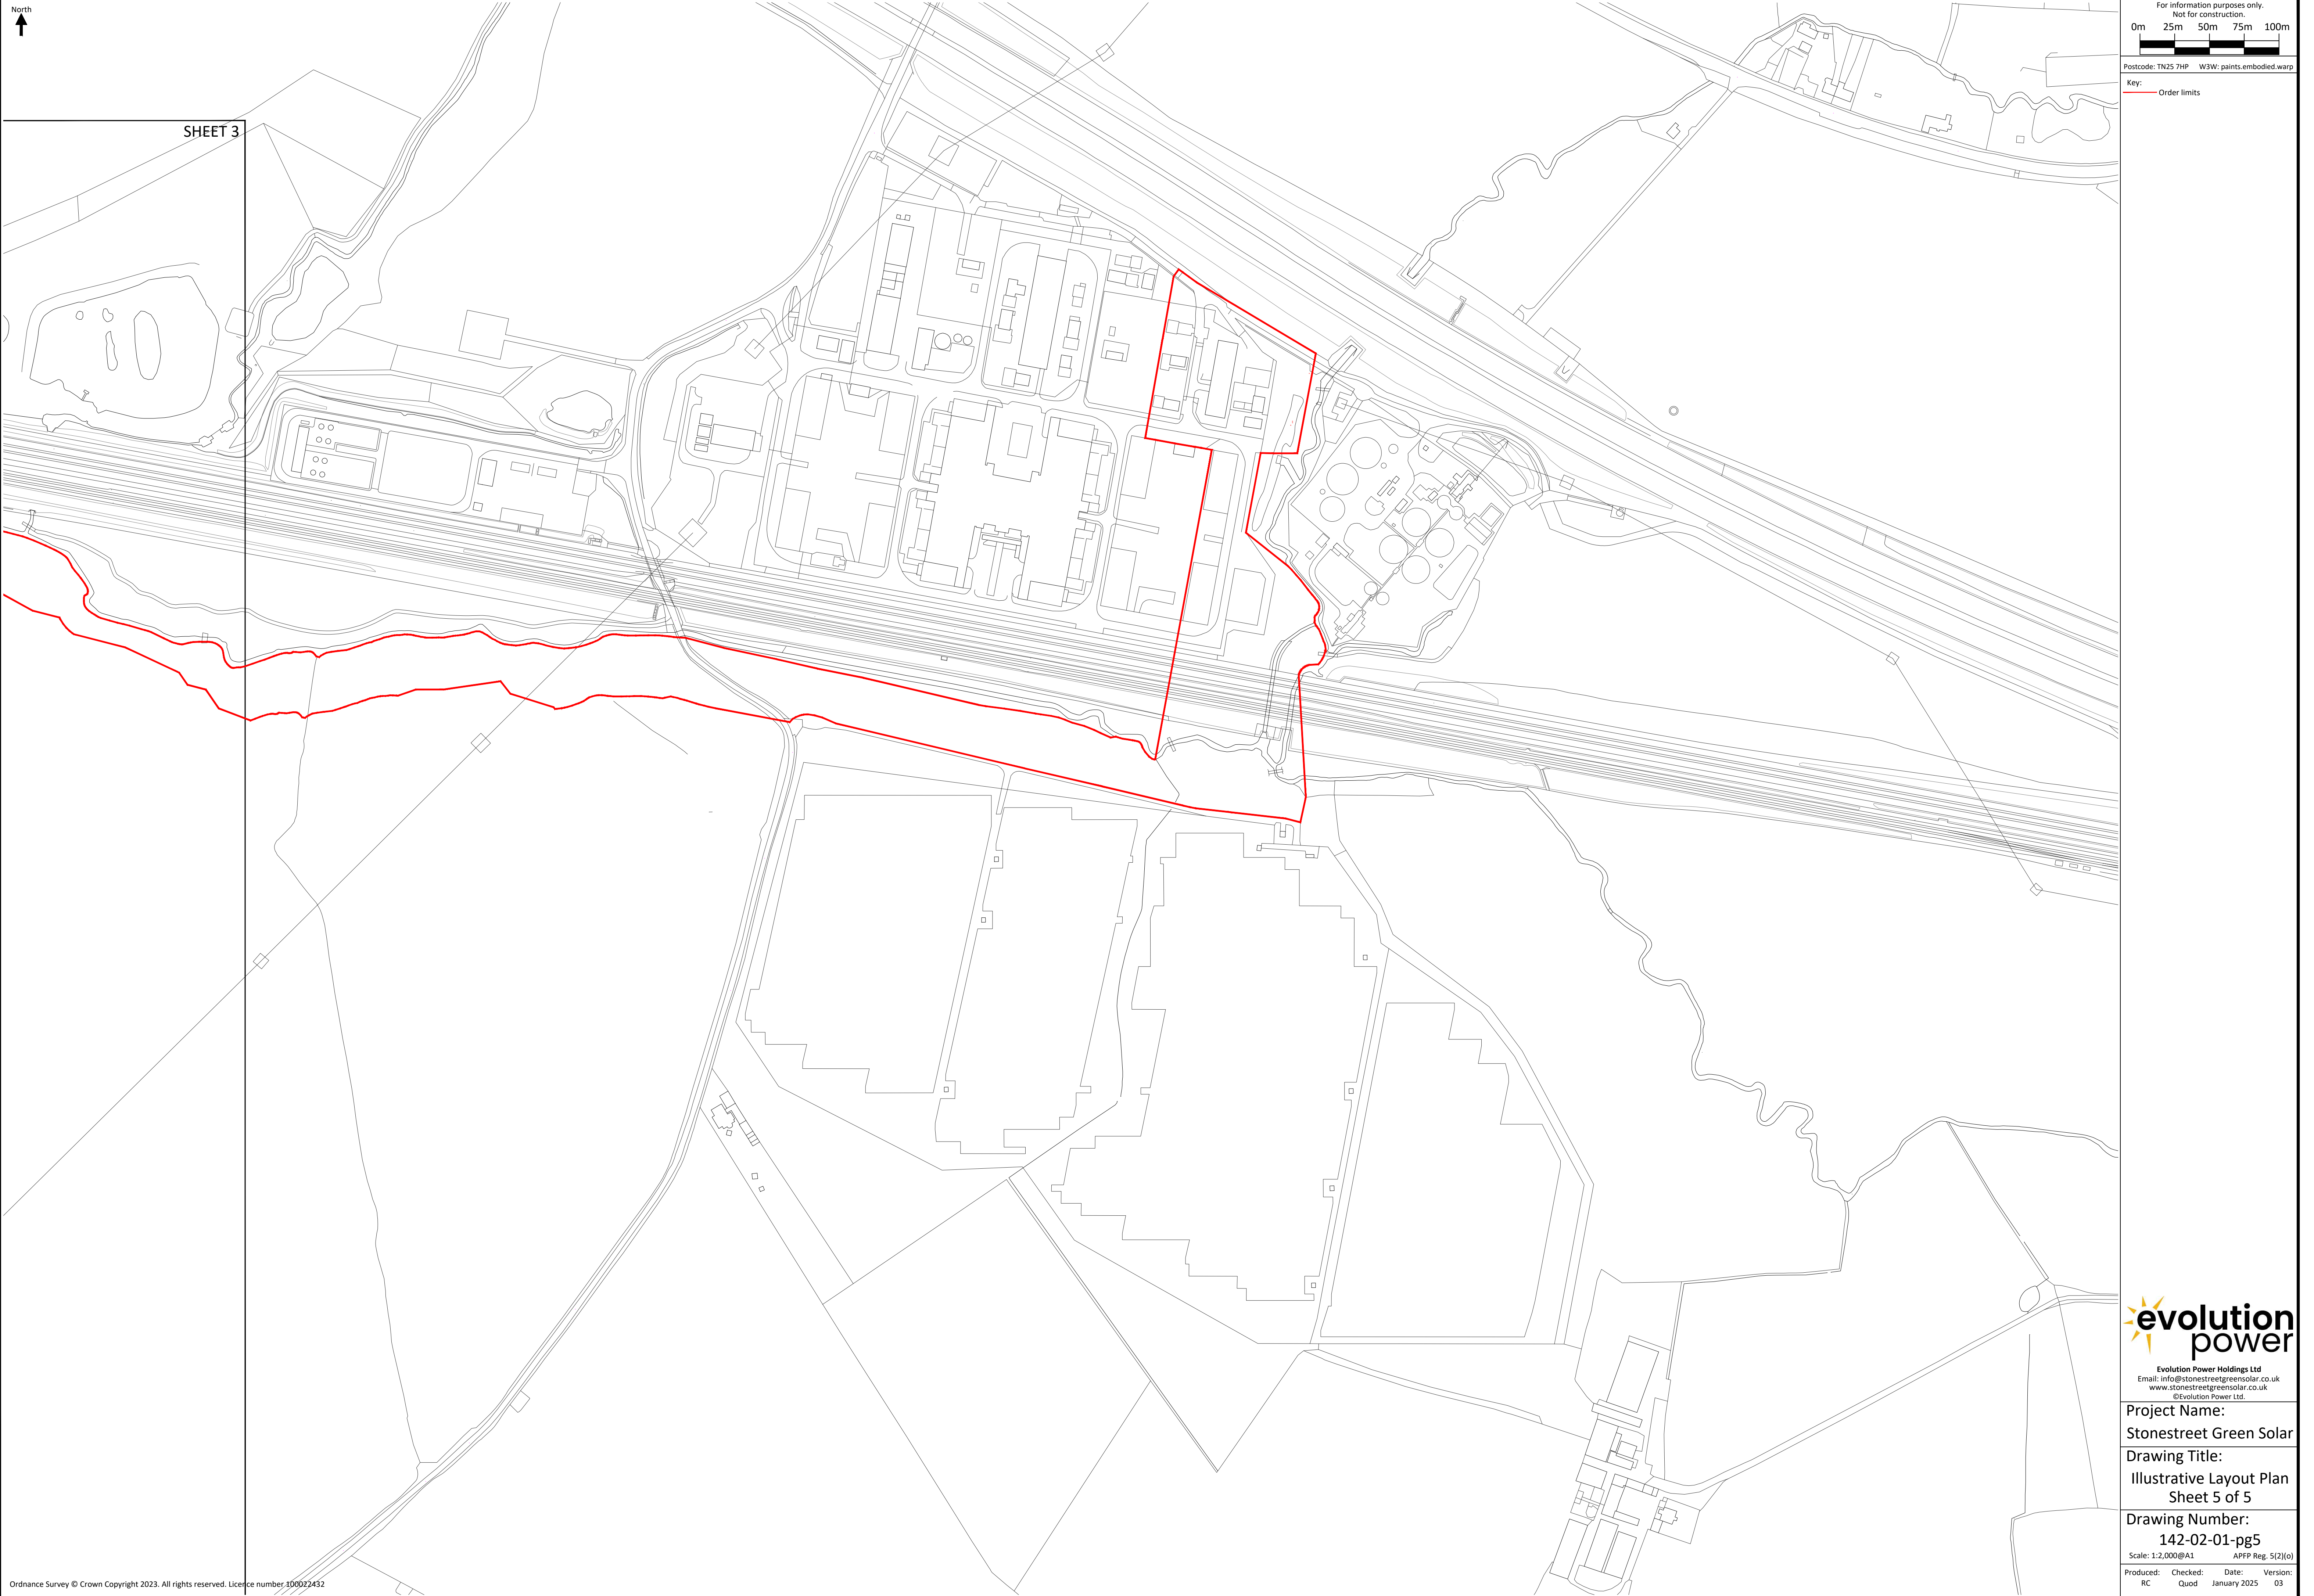 North
SHEET 3
For information purposes only.
Not for construction.
0m 25m 50m 75m 100m
Postcode: TN25 7HP W3W: paints.embodied.warp
Key:
Order limits
evolution
power
Evolution Power Holdings Ltd
Email: info@stonestreetgreensolar.co.uk
www.stonestreetgreensolar.co.uk
©Evolution Power Ltd.
Project Name:
Stonestreet Green Solar
Drawing Title:
Illustrative Layout Plan
Sheet 5 of 5
Drawing Number:
142-02-01-pg5
Scale: 1:2,000@A1 APFP Reg. 5(2)(o)
Produced: Checked: Date: Version:
RC Quod January 2025 03
Ordnance Survey © Crown Copyright 2023. All rights reserved. Licence number 100022432